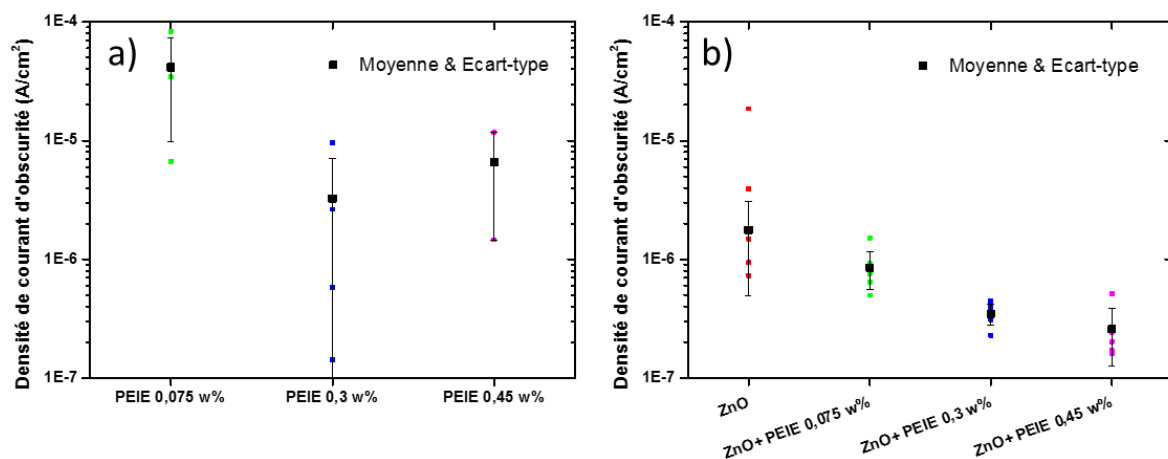 a)
Moyenne & Ecart-type
Densité de courant d'obscurité (A/cm²)
1E-4
1E-5
1E-6
1E-7
PEIE 0,075 w%
PEIE 0,3 w%
PEIE 0,45 w%
b)
Moyenne & Ecart-type
Densité de courant d'obscurité (A/cm²)
1E-4
1E-5
1E-6
1E-7
ZnO
ZnO+ PEIE 0,075 w%
ZnO+ PEIE 0,3 w%
ZnO+ PEIE 0,45 w%